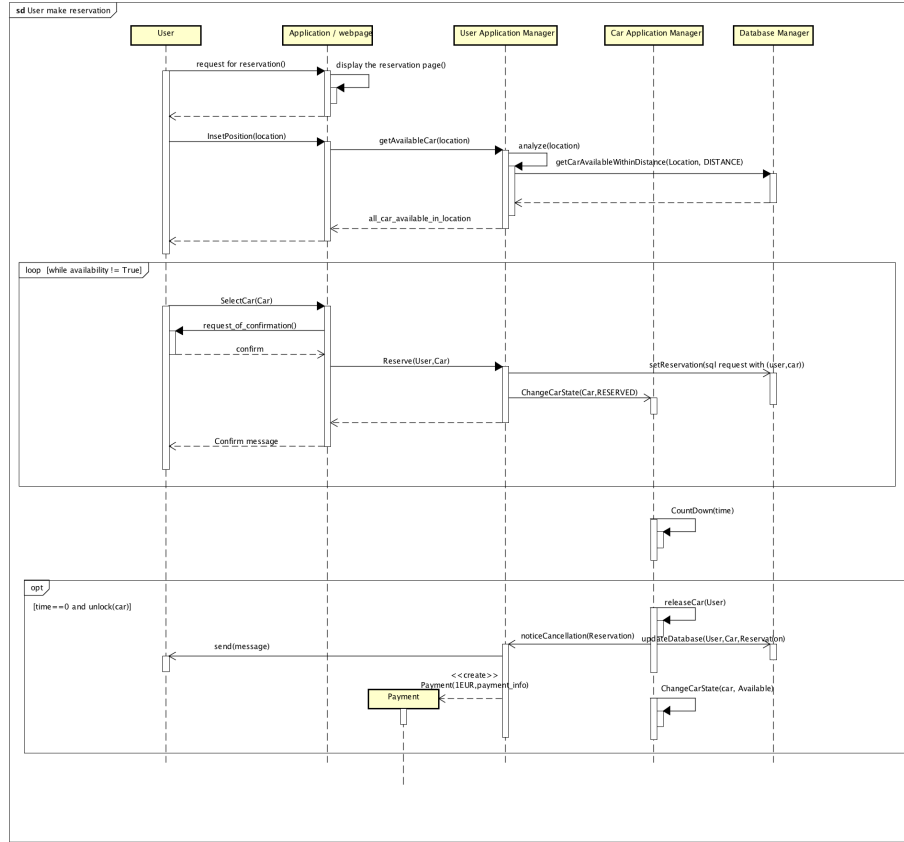 sd User make reservation
User
Application / webpage
User Application Manager
Car Application Manager
Database Manager
request for reservation()
display the reservation page()
InsetPosition(location)
getAvailableCar(location)
analyze(location)
getCarAvailableWithinDistance(Location, DISTANCE)
all_car_available_in_location
loop [while availability != True]
SelectCar(Car)
request_of_confirmation()
confirm
Reserve(User,Car)
setReservation(sql request with (user,car))
ChangeCarState(Car,RESERVED)
Confirm message
CountDown(time)
opt
[time==0 and unlock(car)]
releaseCar(User)
noticeCancellation(Reservation)
updateDatabase(User,Car,Reservation)
send(message)
<<create>>
Payment(1EUR,payment_info)
Payment
ChangeCarState(car, Available)